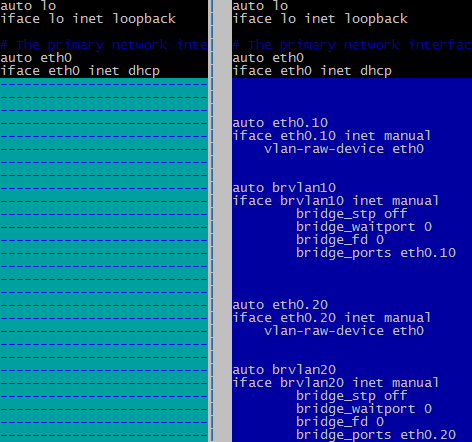 auto lo
iface lo inet loopback
# The primary network inte
auto eth0
iface eth0 inet dhcp
auto lo
iface lo inet loopback
# The primary network interfac
auto eth0
iface eth0 inet dhcp
auto eth0.10
iface eth0.10 inet manual
vlan-raw-device eth0
auto brvlan10
iface brvlan10 inet manual
bridge_stp off
bridge_waitport 0
bridge_fd 0
bridge_ports eth0.10
auto eth0.20
iface eth0.20 inet manual
vlan-raw-device eth0
auto brvlan20
iface brvlan20 inet manual
bridge_stp off
bridge_waitport 0
bridge_fd 0
bridge_ports eth0.20